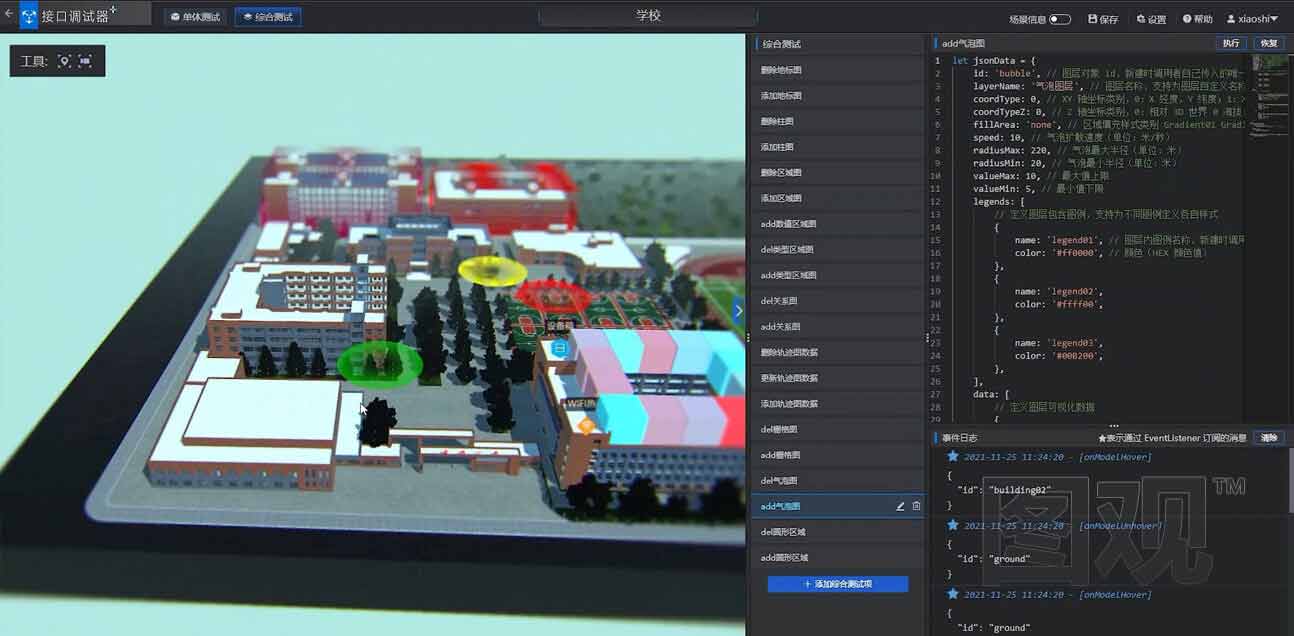 接口调试器
单体测试
综合测试
学校
场景信息
保存
设置
帮助
xiaoshi
工具:
设备箱
综合测试
删除地标图
添加地标图
删除柱图
添加柱图
删除区域图
添加区域图
add数值区域图
del类型区域图
add类型区域图
del关系图
add关系图
删除轨迹图数据
更新轨迹图数据
添加轨迹图数据
del栅格图
add栅格图
del气泡图
add气泡图
del圆形区域
add圆形区域
+ 添加综合测试项
add气泡图
执行
恢复
1 let jsonData = {
2 id: 'bubble', // 图层对象 id，新建时调用者自己传入的唯一
3 layerName: '气泡图层', // 图层名称，支持为图层自定义名称
4 coordType: 0, // XY 轴坐标类别，0: X 经度，Y 纬度; 1:
5 coordTypeZ: 0, // Z 轴坐标类别，0: 相对 3D 世界 0
6 fillArea: 'none', // 区域填充样式类别 Gradient01
7 speed: 10, // 气泡扩散速度（单位：米/秒）
8 radiusMax: 220, // 气泡最大半径（单位：米）
9 radiusMin: 20, // 气泡最小半径（单位：米）
10 valueMax: 10, // 最大值上限
11 valueMin: 5, // 最小值下限
12 legends: [
13 // 定义图层包含图例，支持为不同图例定义各自样式
14 {
15 name: 'legend01', // 图层内图例名称，新建时调用
16 color: '#ff0000', // 颜色（HEX 颜色值）
17 },
18 {
19 name: 'legend02',
20 color: '#ffff00',
21 },
22 {
23 name: 'legend03',
24 color: '#00B200',
25 },
26 ],
27 data: [
28 // 定义图层可视化数据
29 {
事件日志
★表示通过 EventListener 订阅的消息
清除
2021-11-25 11:24:20 - [onModelHover]
{
"id": "building02"
}
2021-11-25 11:24:20 - [onModelUnhover]
{
"id": "ground"
}
2021-11-25 11:24:20 - [onModelHover]
{
"id": "ground"
图观™